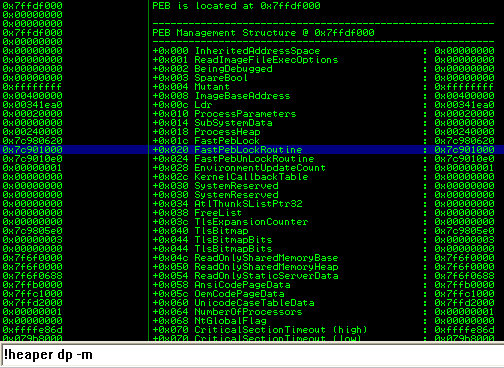 0x7ffdf000 PEB is located at 0x7ffdf000
0x00000000
0x00000000 ----------------------------------------------------
0x00000000 PEB Management Structure @ 0x7ffdf000
0x00000000 ----------------------------------------------------
0x00000000 +0x000 InheritedAddressSpace : 0x00000000
0x00000000 +0x001 ReadImageFileExecOptions : 0x00000000
0x00000000 +0x002 BeingDebugged : 0x00000000
0x00000000 +0x003 SpareBool : 0x00000000
0xffffffff +0x004 Mutant : 0xffffffff
0x00400000 +0x008 ImageBaseAddress : 0x00400000
0x00341ea0 +0x00c Ldr : 0x00341ea0
0x00020000 +0x010 ProcessParameters : 0x00020000
0x00000000 +0x014 SubSystemData : 0x00000000
0x00240000 +0x018 ProcessHeap : 0x00240000
0x7c980620 +0x01c FastPebLock : 0x7c980620
0x7c901000 +0x020 FastPebLockRoutine : 0x7c901000
0x7c9010e0 +0x024 FastPebUnLockRoutine : 0x7c9010e0
0x00000001 +0x028 EnvironmentUpdateCount : 0x00000001
0x00000000 +0x02c KernelCallbackTable : 0x00000000
0x00000000 +0x030 SystemReserved : 0x00000000
0x00000000 +0x030 SystemReserved : 0x00000000
0x00000000 +0x034 AtlThunkSListPtr32 : 0x00000000
0x00000000 +0x038 FreeList : 0x00000000
0x00000000 +0x03c TlsExpansionCounter : 0x00000000
0x7c9805e0 +0x040 TlsBitmap : 0x7c9805e0
0x00000003 +0x044 TlsBitmapBits : 0x00000003
0x00000000 +0x044 TlsBitmapBits : 0x00000000
0x7f6f0000 +0x04c ReadOnlySharedMemoryBase : 0x7f6f0000
0x7f6f0000 +0x050 ReadOnlySharedMemoryHeap : 0x7f6f0000
0x7f6f0688 +0x054 ReadOnlyStaticServerData : 0x7f6f0688
0x7ffb0000 +0x058 AnsiCodePageData : 0x7ffb0000
0x7ffc1000 +0x05c OemCodePageData : 0x7ffc1000
0x7ffd2000 +0x060 UnicodeCaseTableData : 0x7ffd2000
0x00000001 +0x064 NumberOfProcessors : 0x00000001
0x00000000 +0x068 NtGlobalFlag : 0x00000000
0xffffe86d +0x070 CriticalSectionTimeout (high) : 0xffffe86d
0x079b8000 +0x070 CriticalSectionTimeout (low) : 0x079b8000
!heaper dp -m